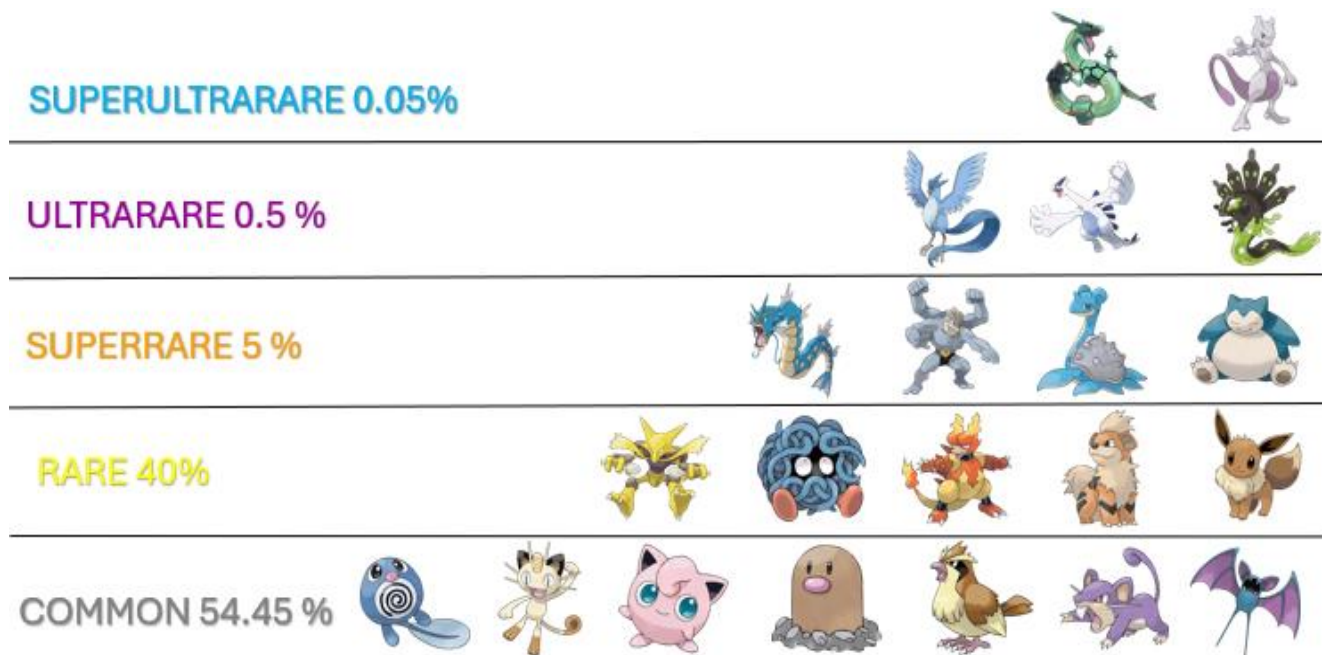 SUPERULTRARARE 0.05%
ULTRARARE 0.5 %
SUPERRARE 5 %
RARE 40%
COMMON 54.45 %